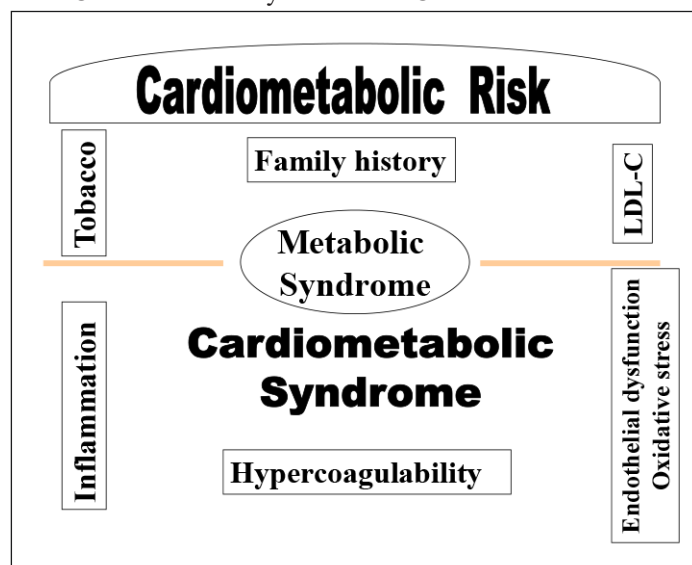 Cardiometabolic Risk
Tobacco
Family history
LDL-C
Metabolic
Syndrome
Cardiometabolic
Syndrome
Inflammation
Hypercoagulability
Endothelial dysfunction
Oxidative stress